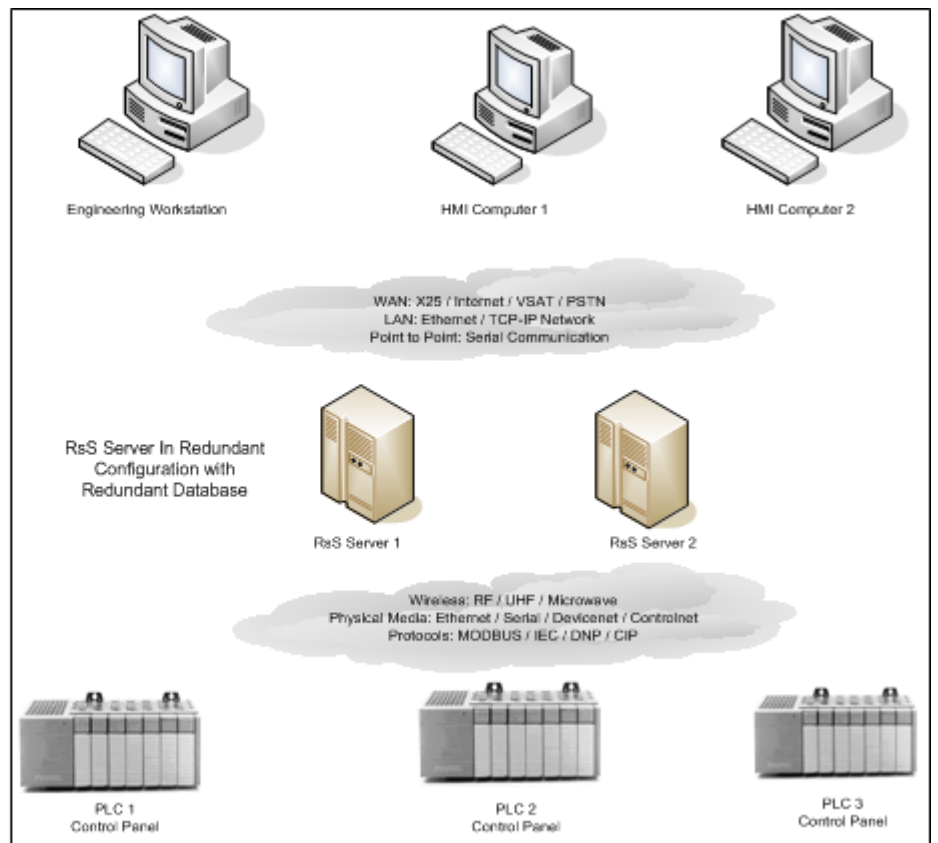 Engineering Workstation
HMI Computer 1
HMI Computer 2
WAN: X25 / Internet / VSAT / PSTN
LAN: Ethernet / TCP-IP Network
Point to Point: Serial Communication
RsS Server In Redundant
Configuration with
Redundant Database
RsS Server 1
RsS Server 2
Wireless: RF / UHF / Microwave
Physical Media: Ethernet / Serial / Devicenet / Controlnet
Protocols: MODBUS / IEC / DNP / CIP
PLC 1
Control Panel
PLC 2
Control Panel
PLC 3
Control Panel